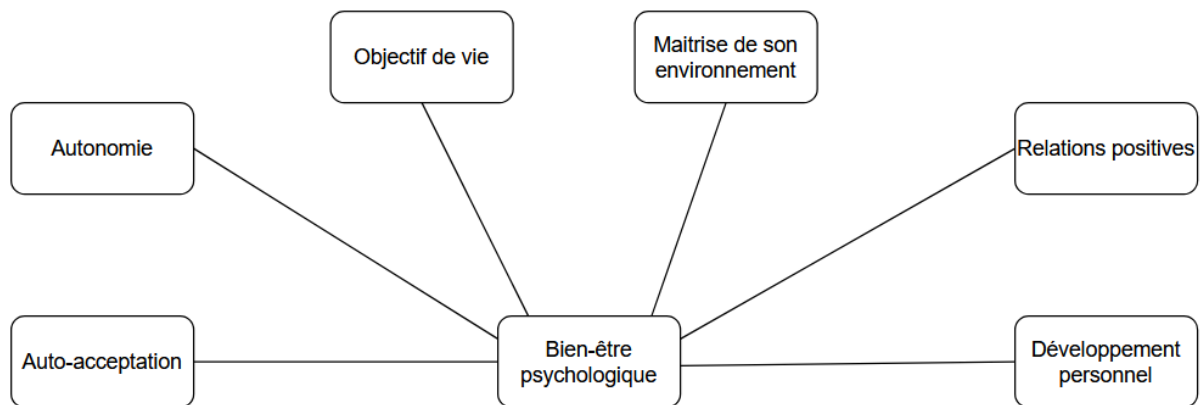 Objectif de vie
Maitrise de son
environnement
Autonomie
Relations positives
Auto-acceptation
Bien-être
psychologique
Développement
personnel